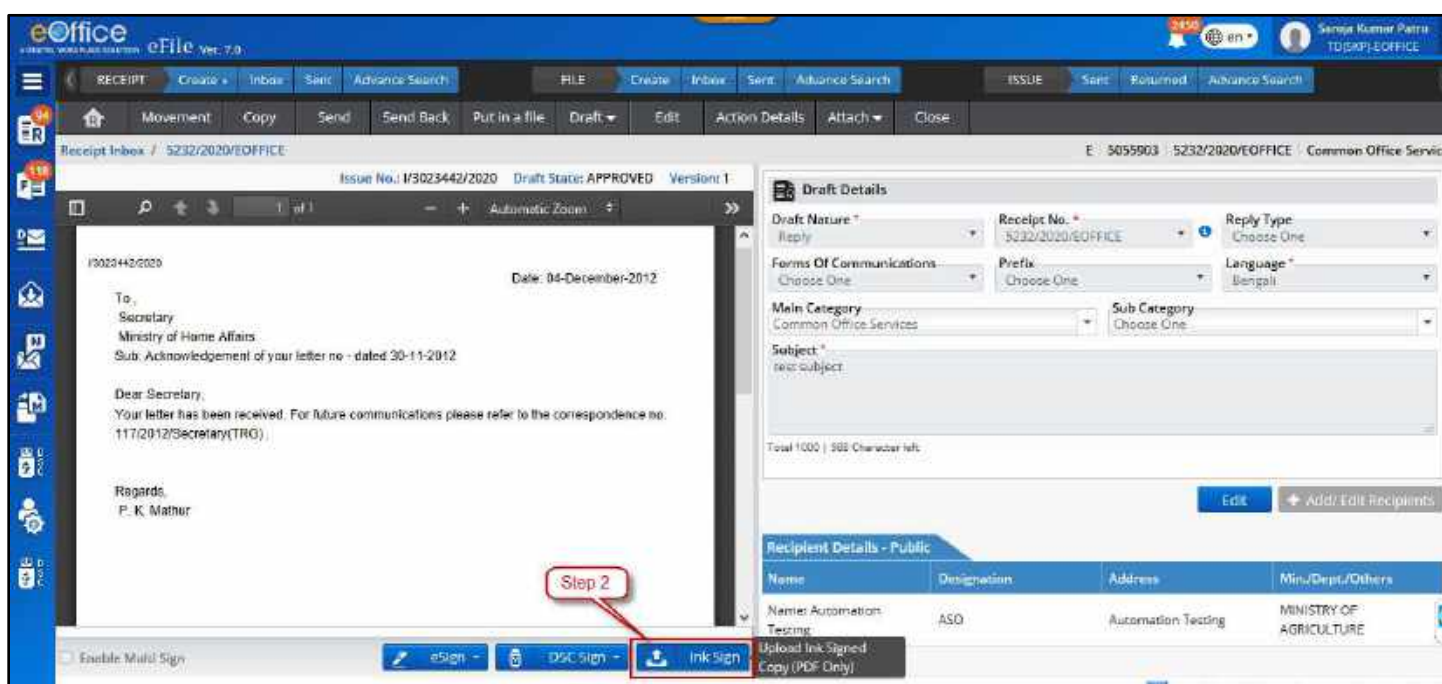 eOffice
eFile Ver. 7.0
2450
en
Saroja Kumar Patru
TD(SKP)-EOFFICE
RECEIPT Create Inbox Sent Advance Search FILE Create Inbox Sent Advance Search ISSUE Sent Returned Advance Search
Movement Copy Send Send Back Put in a file Draft Edit Action Details Attach Close
Receipt Inbox / 5232/2020/EOFFICE
E 5055903 5232/2020/EOFFICE Common Office Servic
Issue No.: I/3023442/2020 Draft State: APPROVED Version: 1
1 of 1 − + Automatic Zoom
I/3023442/2020
Date: 04-December-2012
To ,
Secretary
Ministry of Home Affairs
Sub: Acknowledgement of your letter no - dated 30-11-2012
Dear Secretary,
Your letter has been received. For future communications please refer to the correspondence no.
117/2012/Secretary(TRG).
Regards,
P. K. Mathur
Step 2
Enable Multi Sign
eSign
DSC Sign
Ink Sign
Upload Ink Signed
Copy (PDF Only)
Draft Details
Draft Nature * Receipt No. * Reply Type
Reply 5232/2020/EOFFICE Choose One
Forms Of Communications Prefix Language *
Choose One Choose One Bengali
Main Category Sub Category
Common Office Services Choose One
Subject *
test subject
Total 1000 | 988 Character left
Edit
+ Add/ Edit Recipients
Recipient Details - Public
Name Designation Address Min./Dept./Others
Name: Automation Testing ASO Automation Testing MINISTRY OF AGRICULTURE